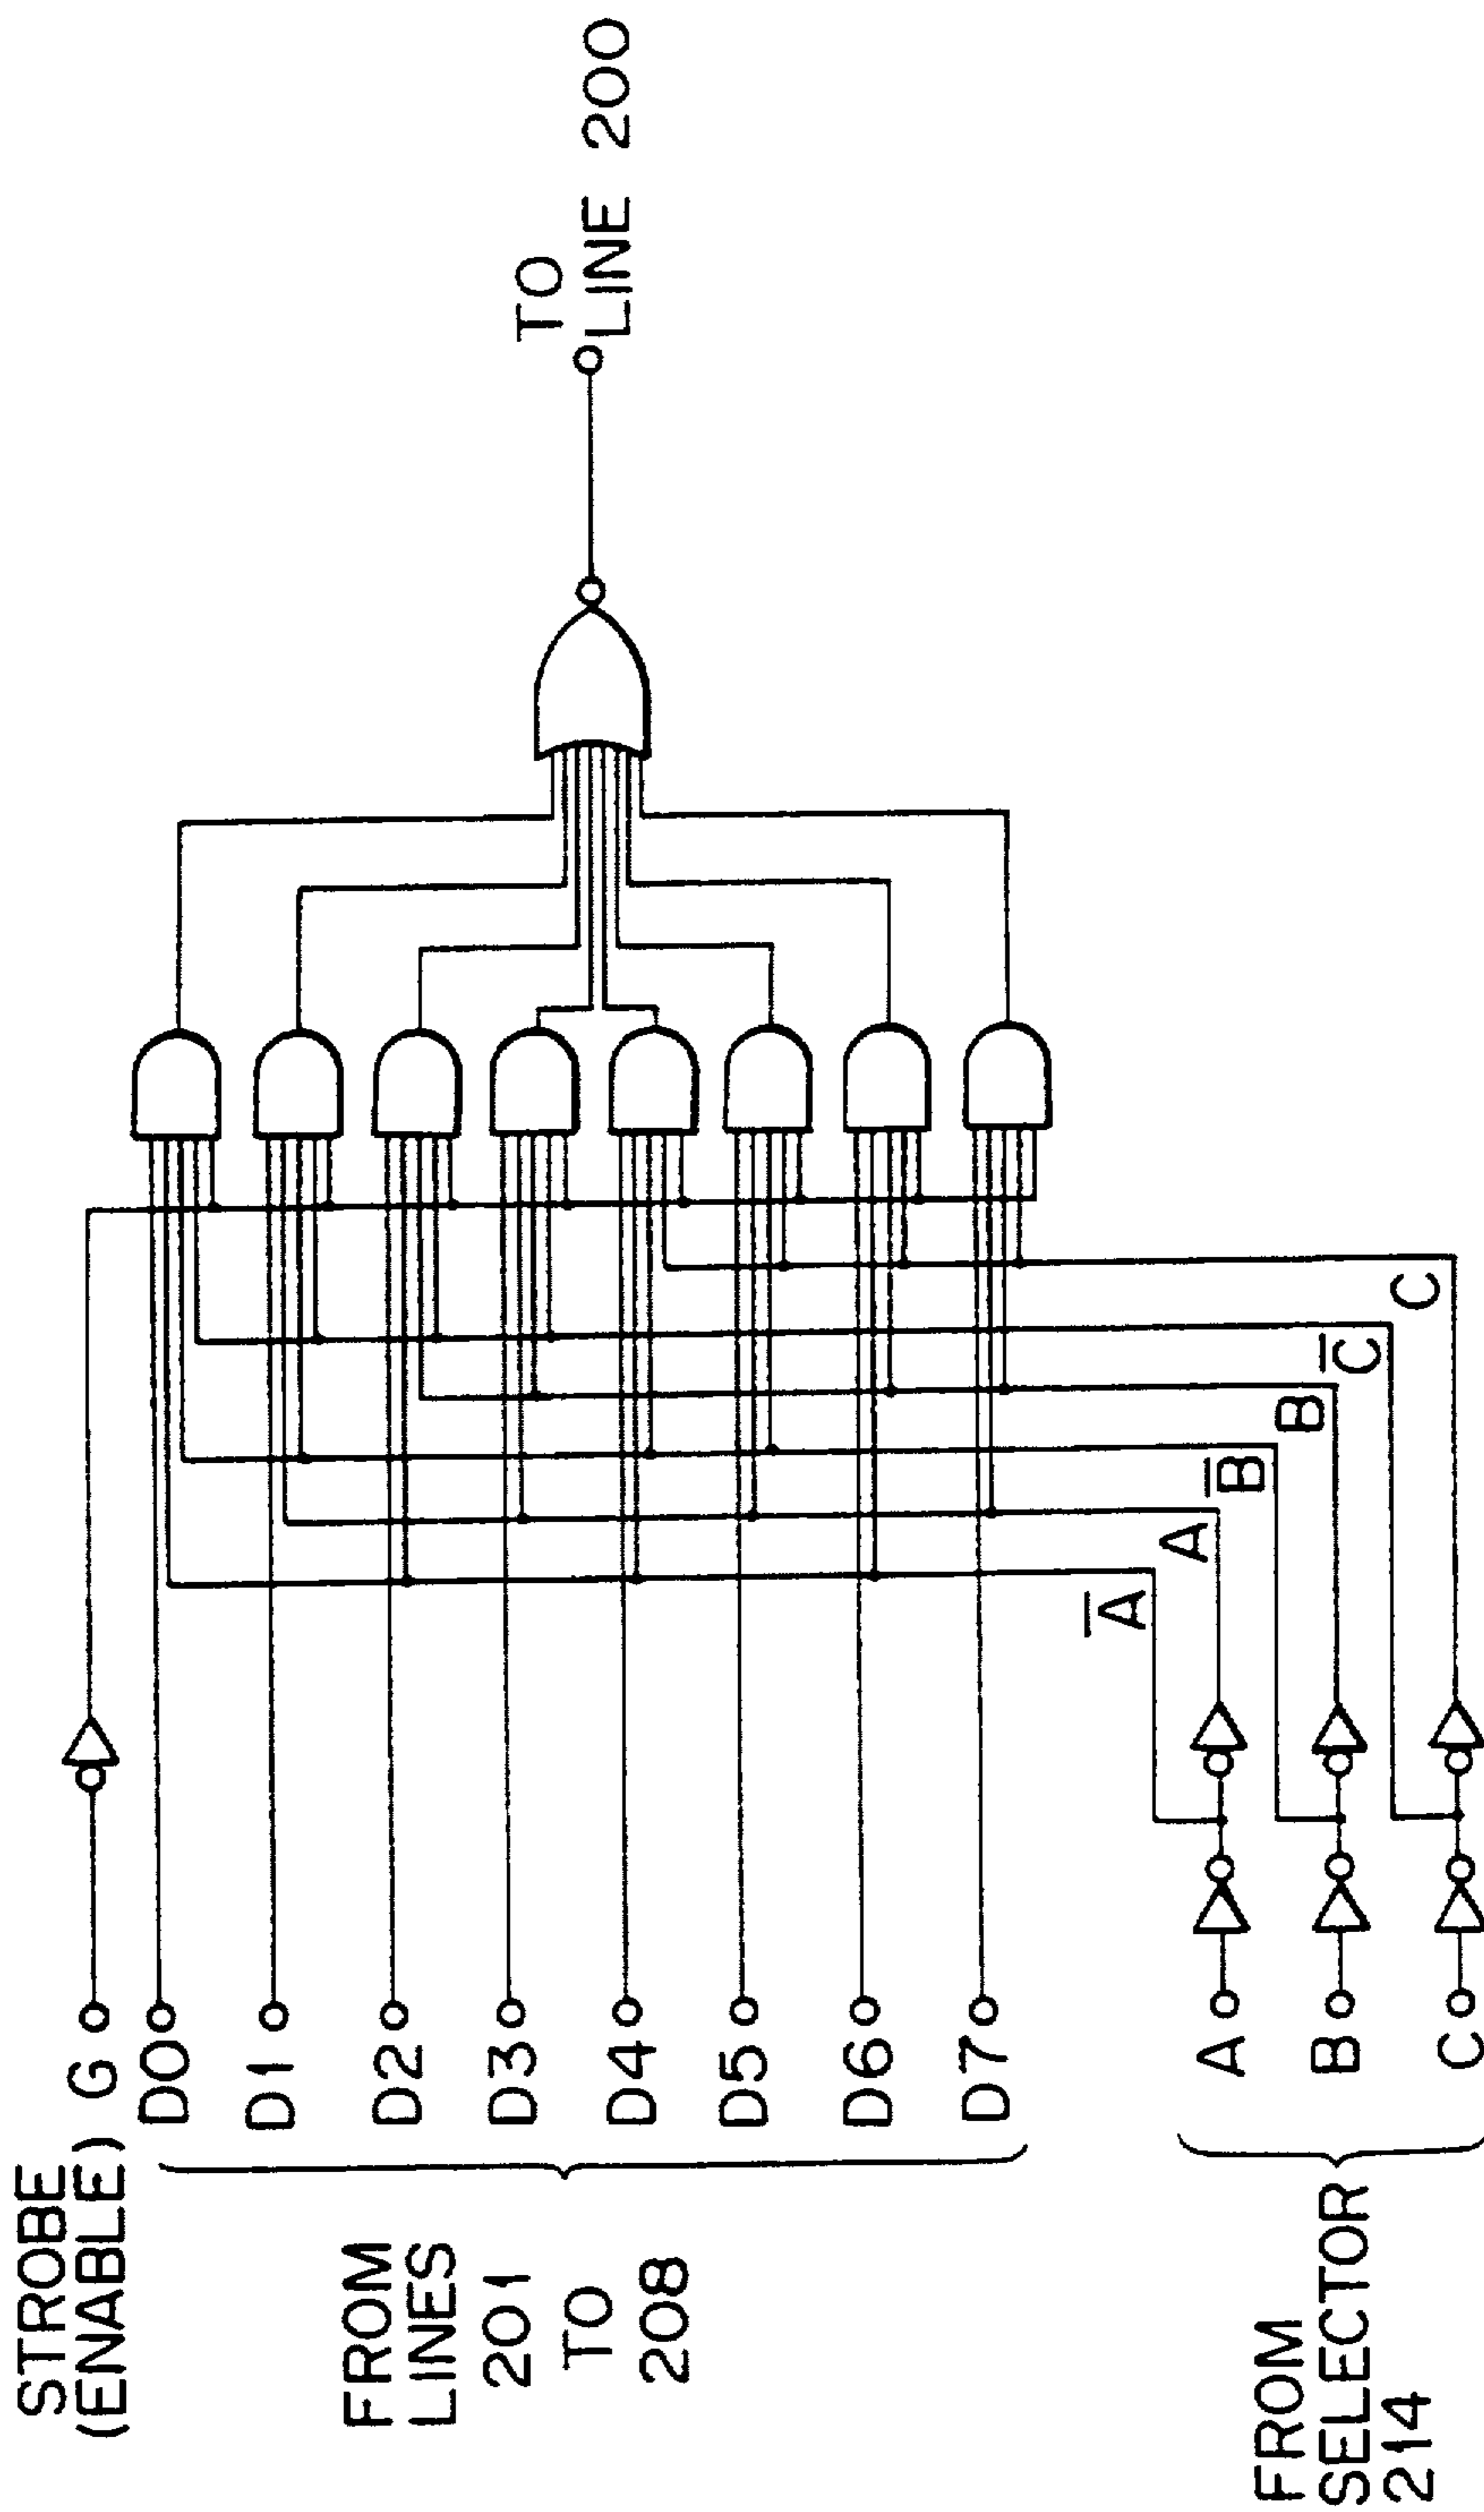 STROBE
(ENABLE) G
D0
D1
D2
D3
D4
D5
D6
D7
FROM
LINES
201
TO
208
A
B
C
FROM
SELECTOR
214
A̅
A
B̅
B
C̅
C
TO
LINE 200